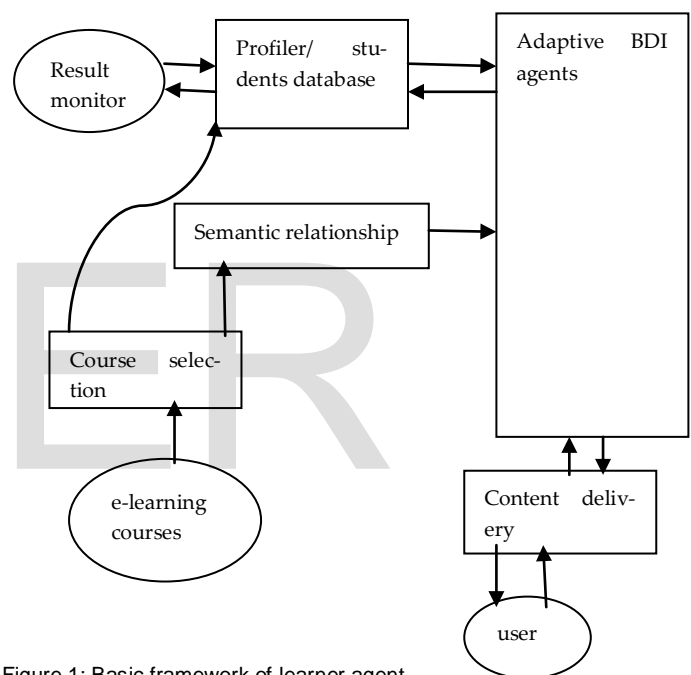 Profiler/ stu-
dents database
Adaptive BDI
agents
Result
monitor
Semantic relationship
Course selec-
tion
ER
e-learning
courses
Content deliv-
ery
user
Figure 1: Basic framework of learner agent